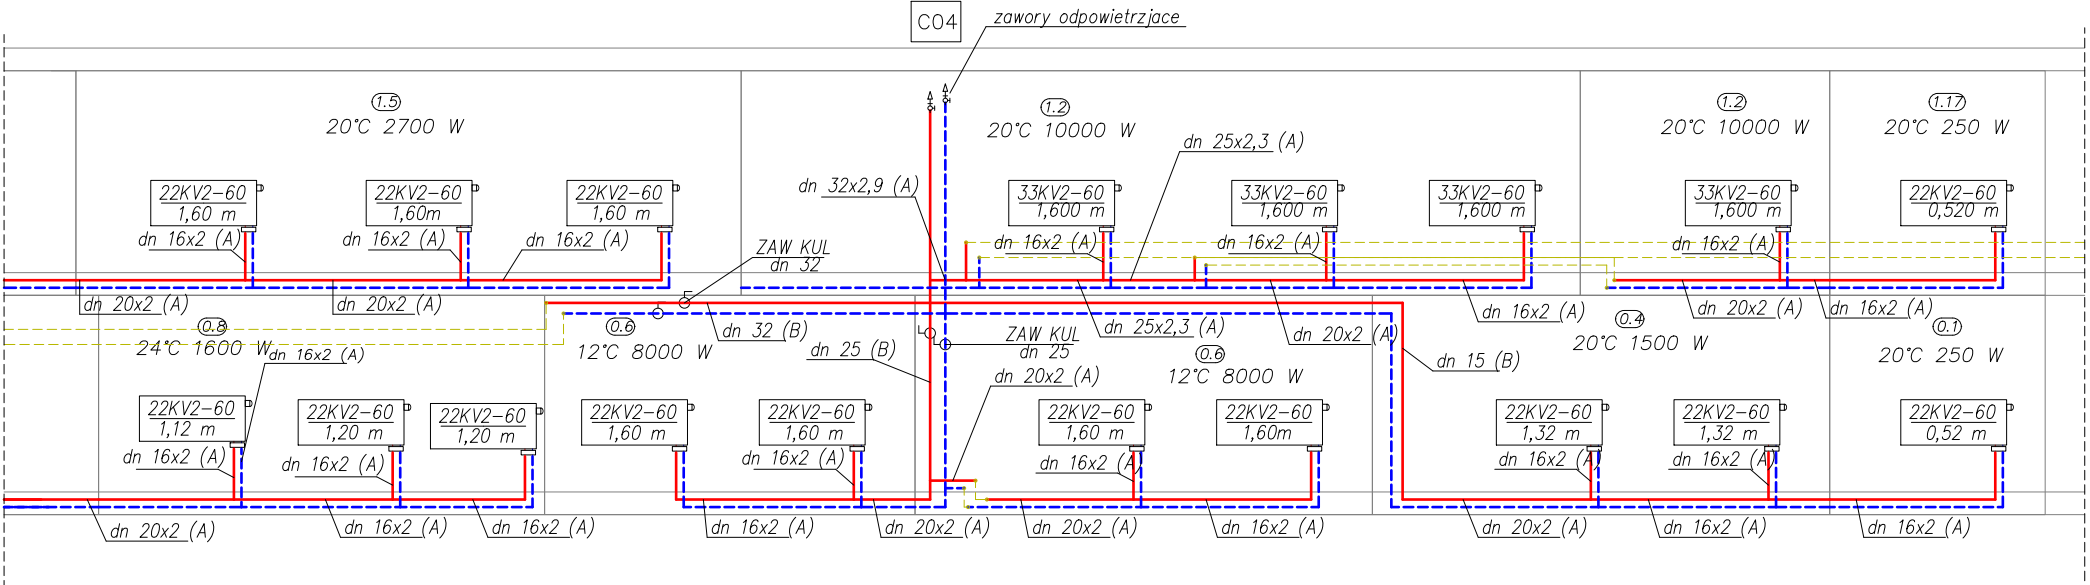 C04
zawory odpowietrzjace
1.5
20°C 2700 W
1.2
20°C 10000 W
1.2
20°C 10000 W
1.17
20°C 250 W
dn 25x2,3 (A)
dn 32x2,9 (A)
22KV2-60
1,60 m
22KV2-60
1,60m
22KV2-60
1,60 m
33KV2-60
1,600 m
33KV2-60
1,600 m
33KV2-60
1,600 m
33KV2-60
1,600 m
22KV2-60
0,520 m
dn 16x2 (A)
dn 16x2 (A)
dn 16x2 (A)
ZAW KUL
dn 32
dn 16x2 (A)
dn 16x2 (A)
dn 16x2 (A)
dn 20x2 (A)
dn 20x2 (A)
dn 16x2 (A)
dn 20x2 (A)
dn 16x2 (A)
0.8
24°C 1600 W
dn 16x2 (A)
0.6
12°C 8000 W
dn 32 (B)
dn 25 (B)
ZAW KUL
dn 25
dn 25x2,3 (A)
dn 20x2 (A)
0.6
12°C 8000 W
dn 20x2 (A)
dn 15 (B)
0.4
20°C 1500 W
0.1
20°C 250 W
22KV2-60
1,12 m
22KV2-60
1,20 m
22KV2-60
1,20 m
22KV2-60
1,60 m
22KV2-60
1,60 m
22KV2-60
1,60 m
22KV2-60
1,60m
22KV2-60
1,32 m
22KV2-60
1,32 m
22KV2-60
0,52 m
dn 16x2 (A)
dn 16x2 (A)
dn 16x2 (A)
dn 16x2 (A)
dn 16x2 (A)
dn 16x2 (A)
dn 20x2 (A)
dn 16x2 (A)
dn 16x2 (A)
dn 16x2 (A)
dn 20x2 (A)
dn 20x2 (A)
dn 16x2 (A)
dn 20x2 (A)
dn 16x2 (A)
dn 16x2 (A)